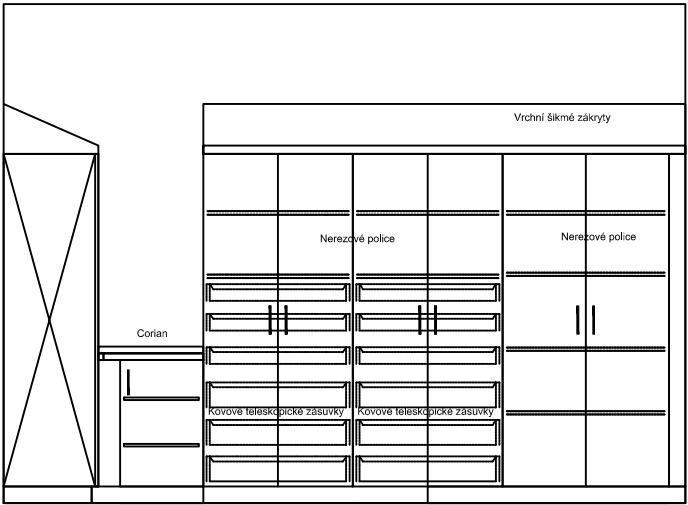 Vrchní šikmé zákryty
Nerezové police
Nerezové police
Corian
Kovové teleskopické zásuvky
Kovové teleskopické zásuvky